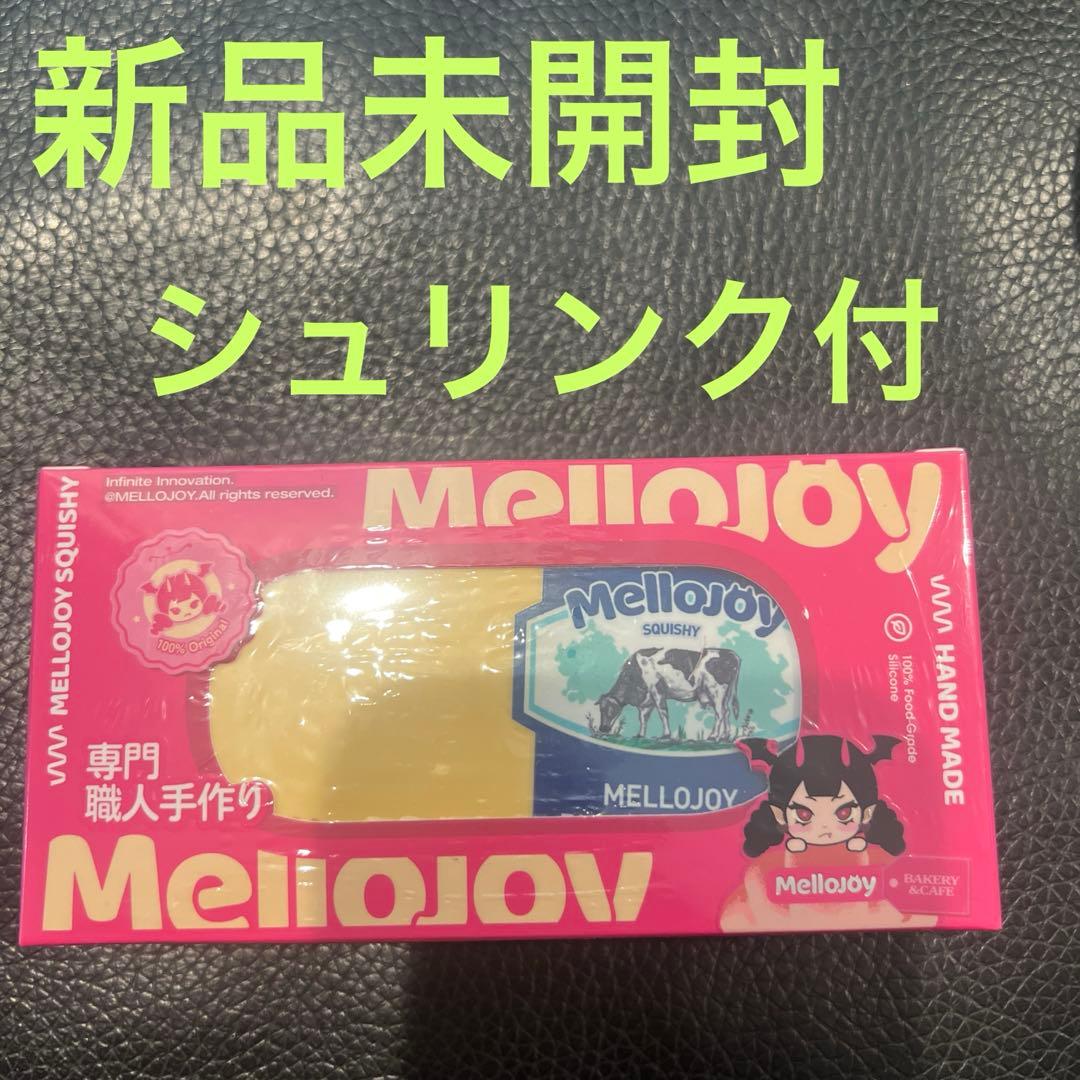 新品未開封
シュリンク付
Infinite Innovation.
@MELLOJOY.All rights reserved.
Mellojoy
MELLOJOY SQUISHY
100% Original
Mellojoy
SQUISHY
MELLOJOY
100% Food-Grade
Silicone
HAND MADE
専門
職人手作り
Mellojoy
Mellojoy
BAKERY
&CAFE